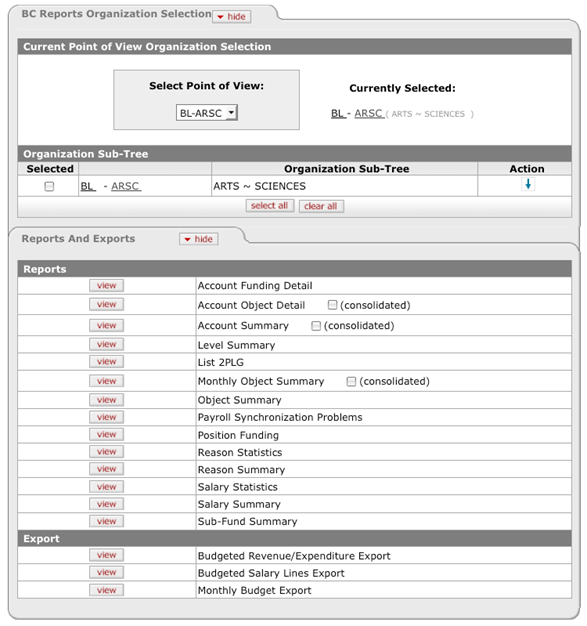 BC Reports Organization Selection hide
Current Point of View Organization Selection
Select Point of View: Currently Selected:
BL-ARSC BL - ARSC ( ARTS ~ SCIENCES )
Organization Sub-Tree
Selected Organization Sub-Tree Action
BL - ARSC ARTS ~ SCIENCES
select all clear all
Reports And Exports hide
Reports
view Account Funding Detail
view Account Object Detail (consolidated)
view Account Summary (consolidated)
view Level Summary
view List 2PLG
view Monthly Object Summary (consolidated)
view Object Summary
view Payroll Synchronization Problems
view Position Funding
view Reason Statistics
view Reason Summary
view Salary Statistics
view Salary Summary
view Sub-Fund Summary
Export
view Budgeted Revenue/Expenditure Export
view Budgeted Salary Lines Export
view Monthly Budget Export